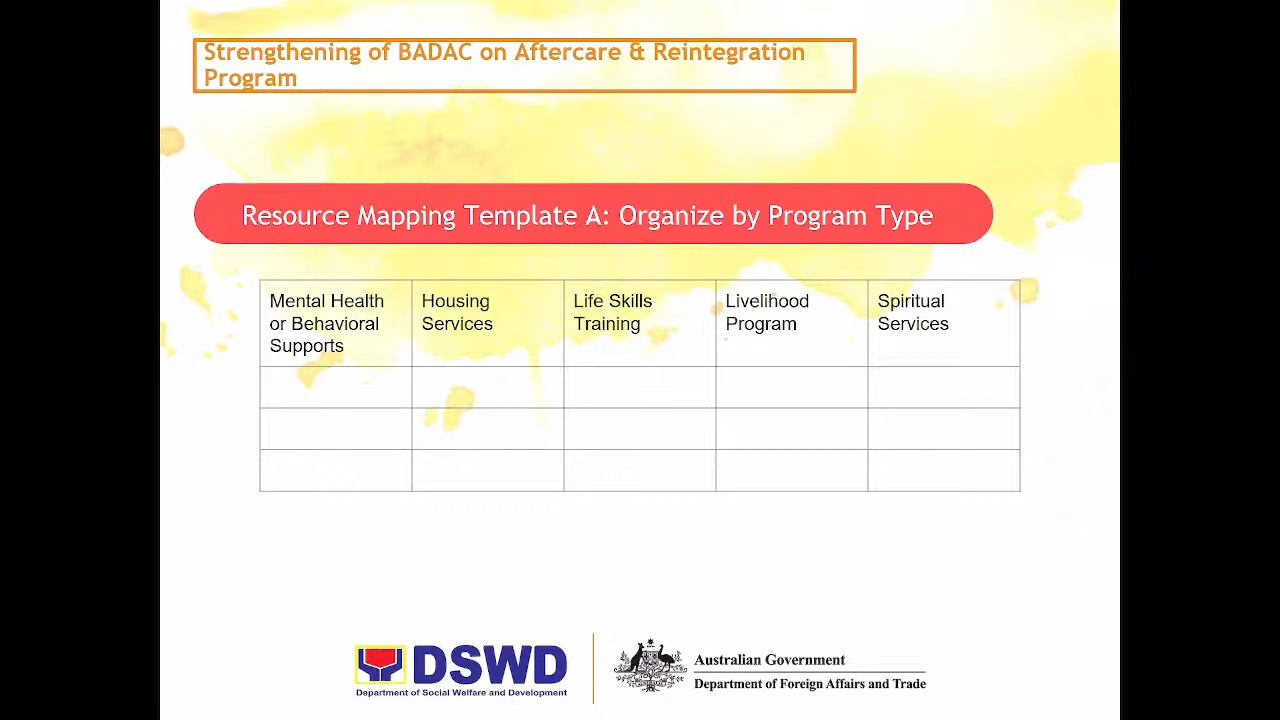 Strengthening of BADAC on Aftercare & Reintegration
Program
Resource Mapping Template A: Organize by Program Type
Mental Health
or Behavioral
Supports
Housing
Services
Life Skills
Training
Livelihood
Program
Spiritual
Services
DSWD
Department of Social Welfare and Development
Australian Government
Department of Foreign Affairs and Trade